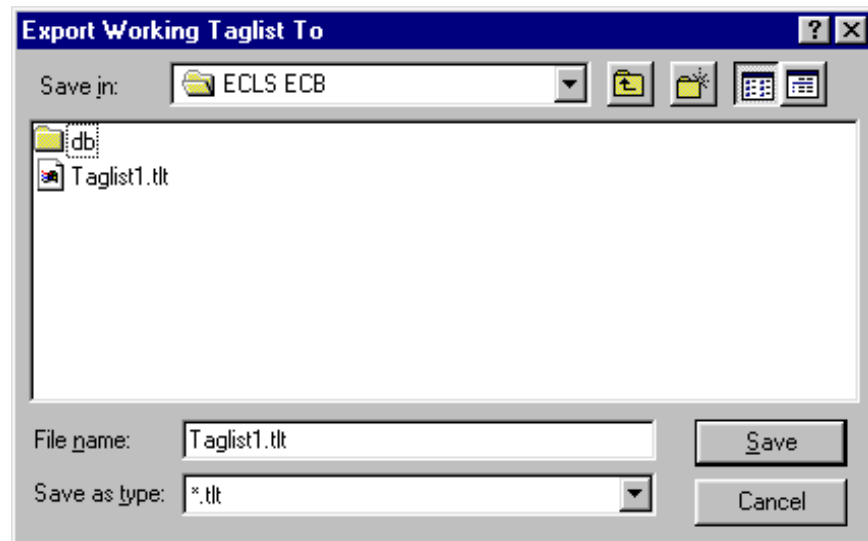 Export Working Taglist To
Save in: ECLS ECB
db
Taglist1.tlt
File name: Taglist1.tlt Save
Save as type: *.tlt Cancel